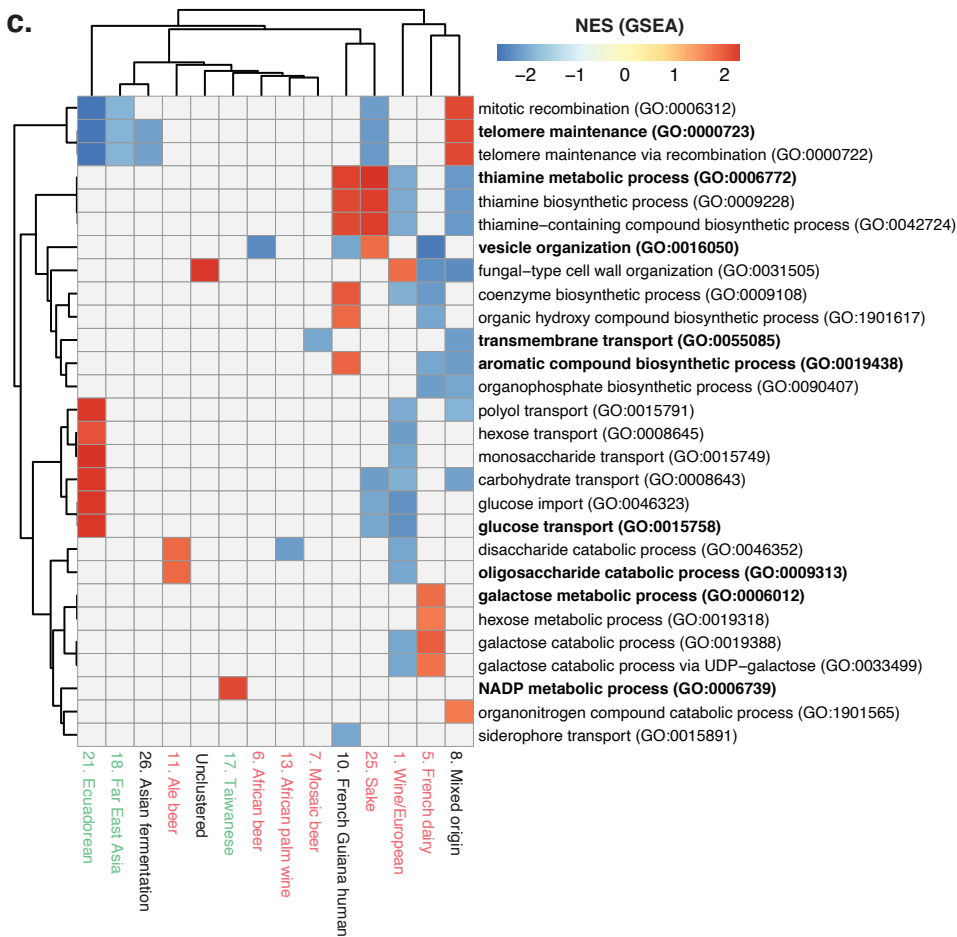 c.
NES (GSEA)
−2 −1 0 1 2
mitotic recombination (GO:0006312)
telomere maintenance (GO:0000723)
telomere maintenance via recombination (GO:0000722)
thiamine metabolic process (GO:0006772)
thiamine biosynthetic process (GO:0009228)
thiamine−containing compound biosynthetic process (GO:0042724)
vesicle organization (GO:0016050)
fungal−type cell wall organization (GO:0031505)
coenzyme biosynthetic process (GO:0009108)
organic hydroxy compound biosynthetic process (GO:1901617)
transmembrane transport (GO:0055085)
aromatic compound biosynthetic process (GO:0019438)
organophosphate biosynthetic process (GO:0090407)
polyol transport (GO:0015791)
hexose transport (GO:0008645)
monosaccharide transport (GO:0015749)
carbohydrate transport (GO:0008643)
glucose import (GO:0046323)
glucose transport (GO:0015758)
disaccharide catabolic process (GO:0046352)
oligosaccharide catabolic process (GO:0009313)
galactose metabolic process (GO:0006012)
hexose metabolic process (GO:0019318)
galactose catabolic process (GO:0019388)
galactose catabolic process via UDP−galactose (GO:0033499)
NADP metabolic process (GO:0006739)
organonitrogen compound catabolic process (GO:1901565)
siderophore transport (GO:0015891)
21. Ecuadorean
18. Far East Asia
26. Asian fermentation
11. Ale beer
Unclustered
17. Taiwanese
6. African beer
13. African palm wine
7. Mosaic beer
10. French Guiana human
25. Sake
1. Wine/European
5. French dairy
8. Mixed origin